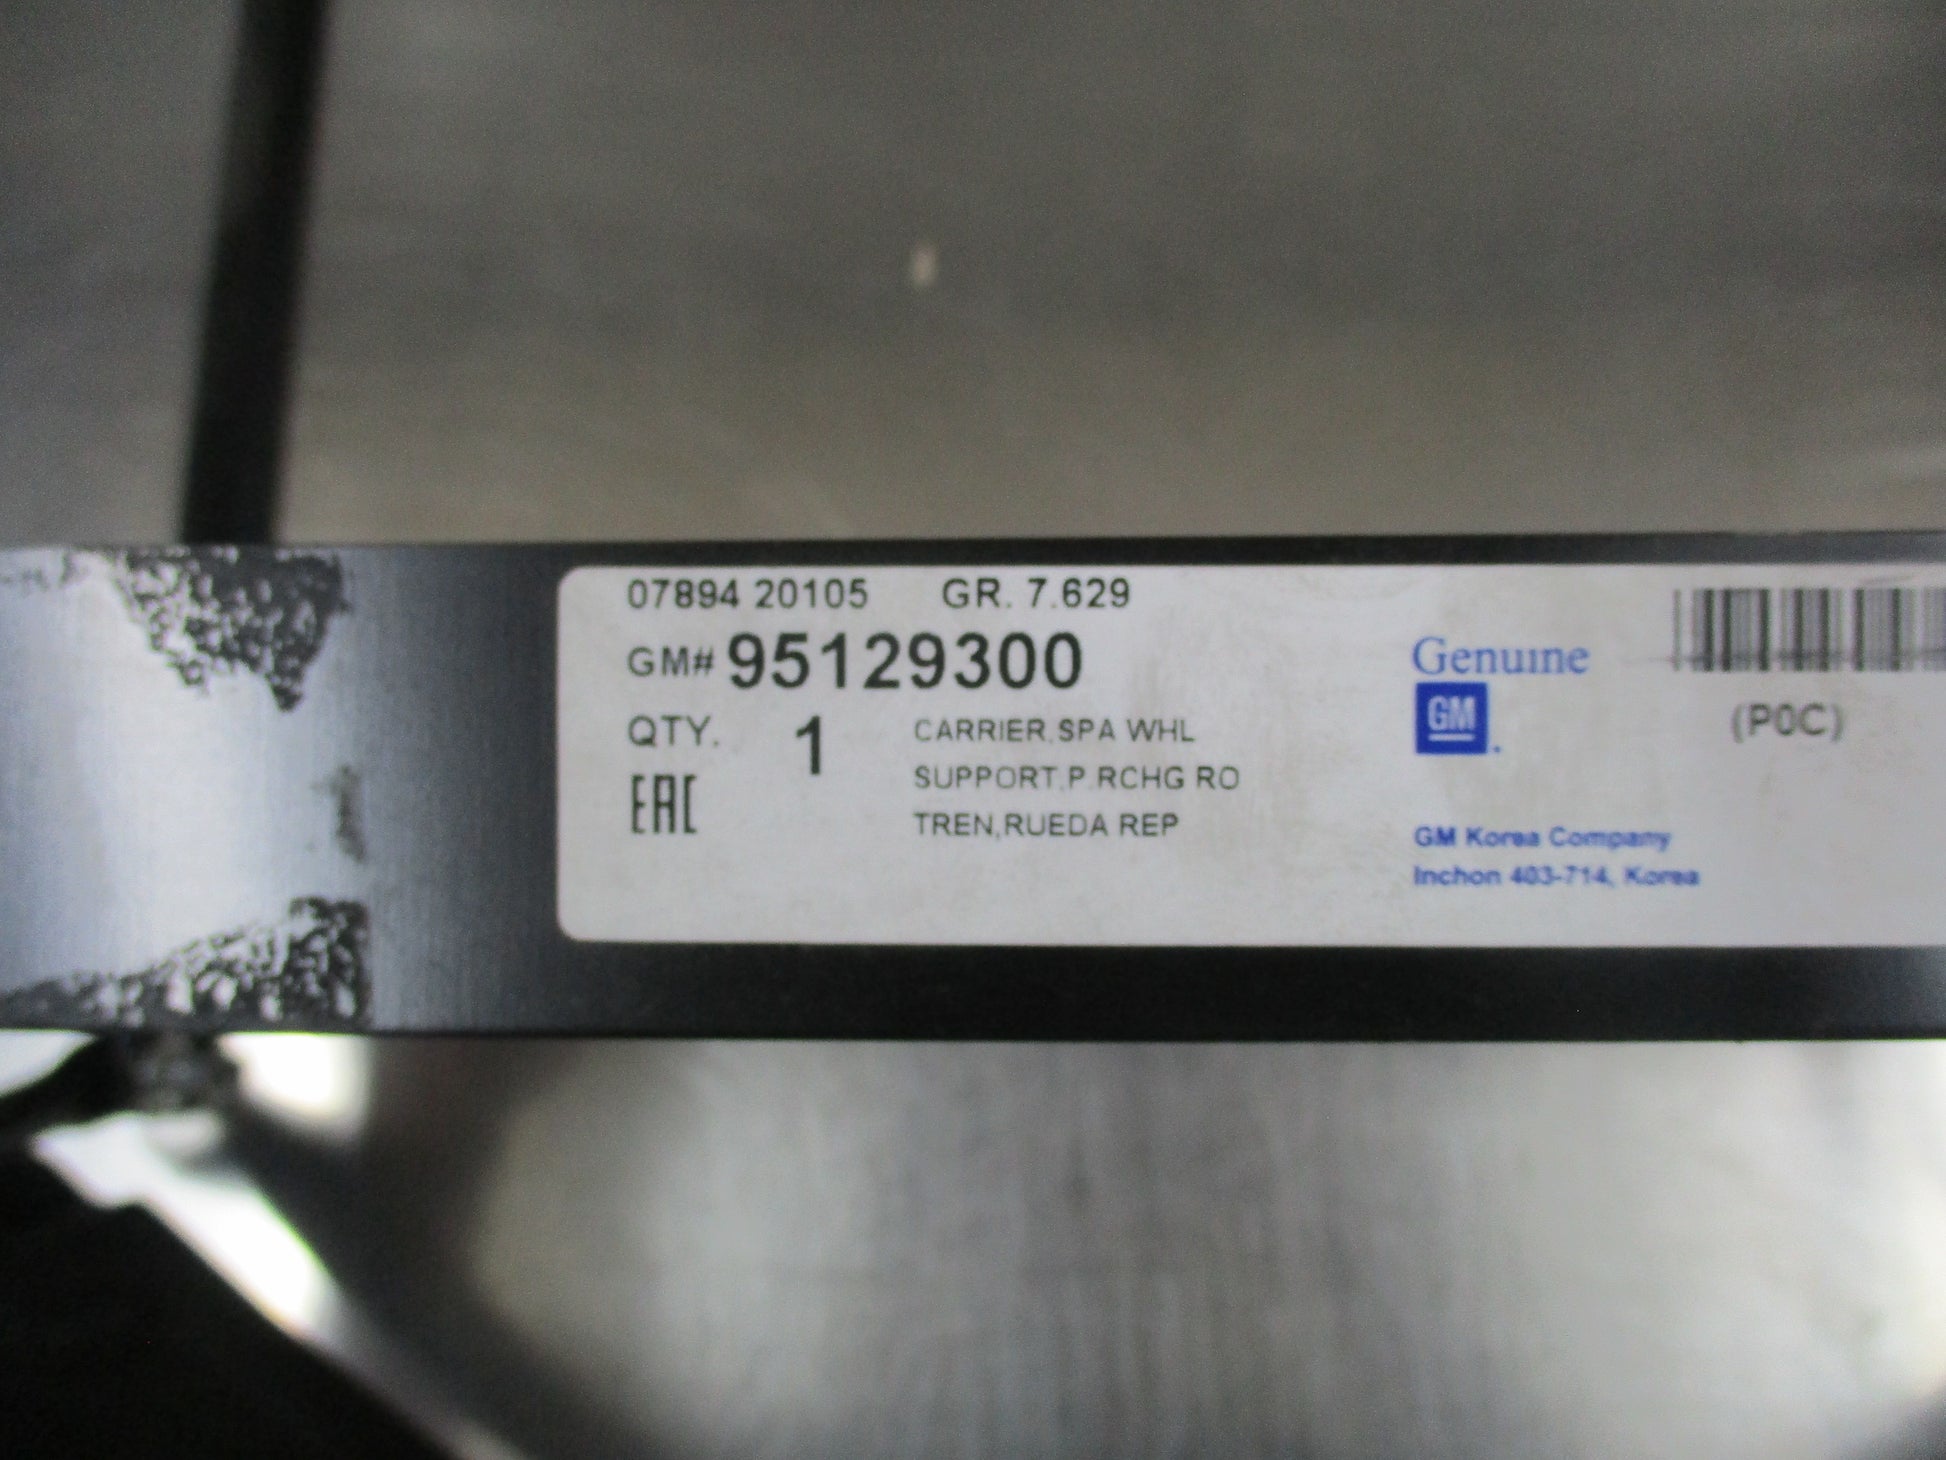 07894 20105 GR. 7.629
GM# 95129300
QTY. 1
CARRIER,SPA WHL
SUPPORT,P.RCHG RO
TREN,RUEDA REP
EAC
Genuine
GM
(P0C)
GM Korea Company
Inchon 403-714, Korea